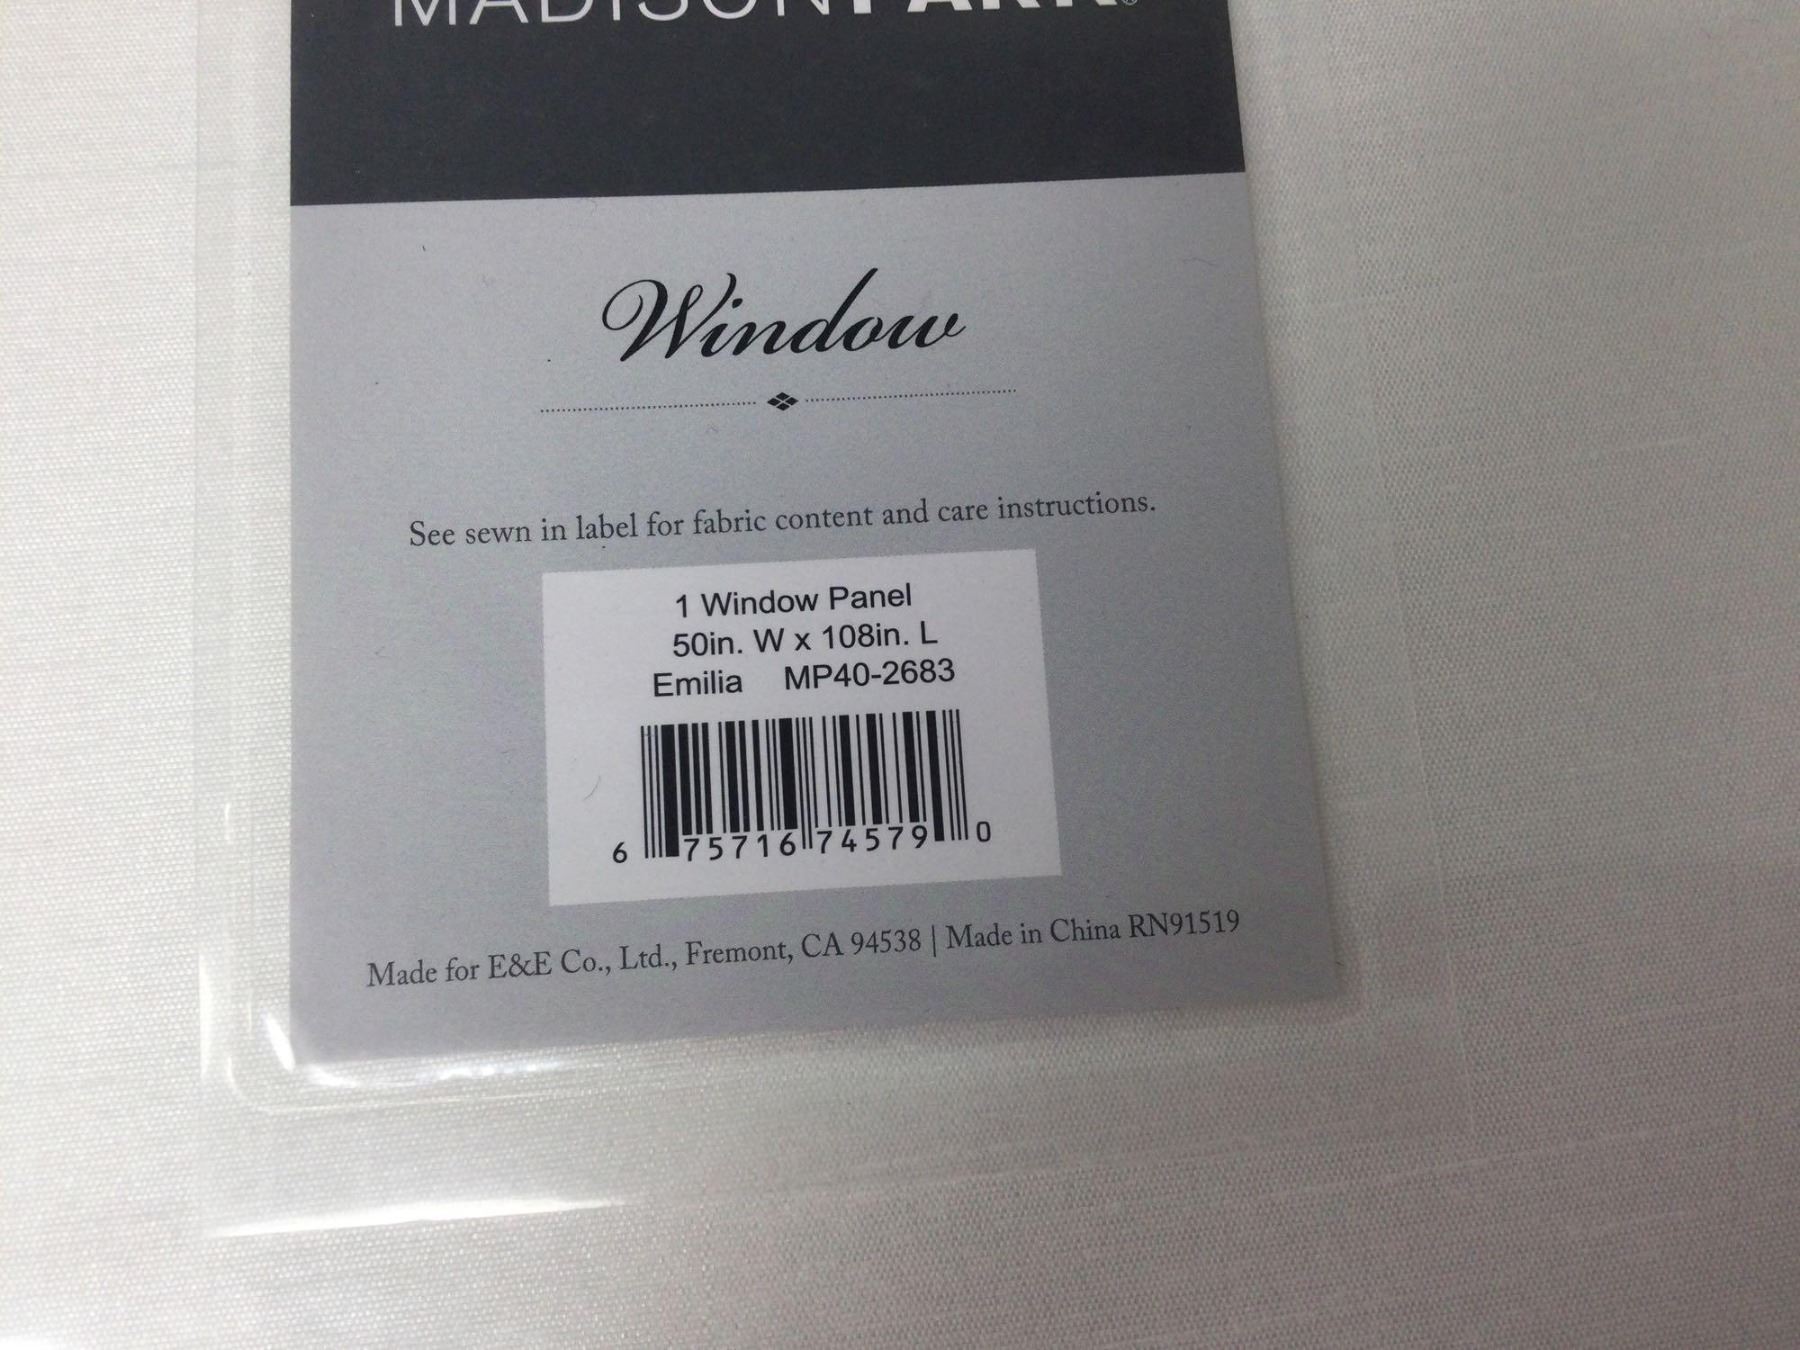 MADISONPARK®
Window
See sewn in label for fabric content and care instructions.
1 Window Panel
50in. W x 108in. L
Emilia MP40-2683
6 75716 74579 0
Made for E&E Co., Ltd., Fremont, CA 94538 | Made in China RN91519